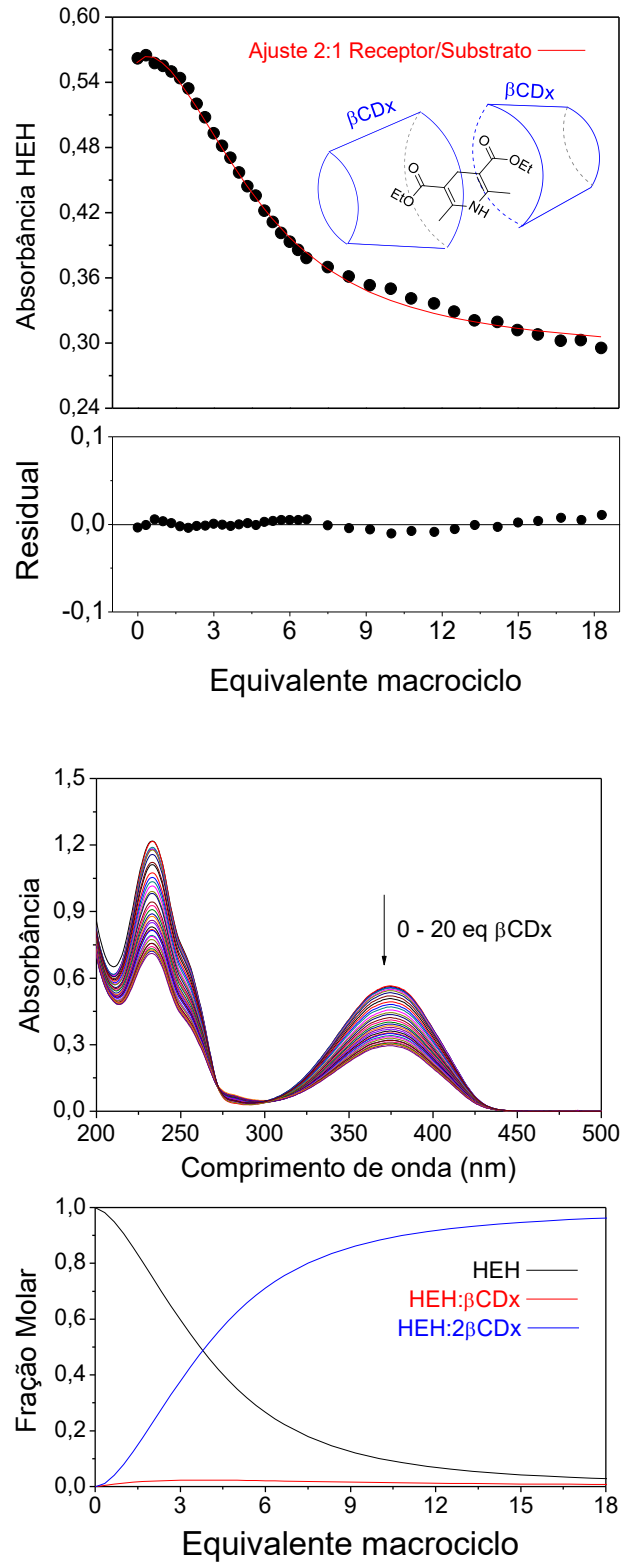 0,60
0,54
0,48
0,42
0,36
0,30
0,24
Absorbância HEH
Ajuste 2:1 Receptor/Substrato
βCDx
βCDx
O
OEt
O
EtO
NH
0,1
0,0
-0,1
Residual
0 3 6 9 12 15 18
Equivalente macrociclo
1,5
1,2
0,9
0,6
0,3
0,0
Absorbância
0 - 20 eq βCDx
200 250 300 350 400 450 500
Comprimento de onda (nm)
1,0
0,8
0,6
0,4
0,2
0,0
Fração Molar
HEH
HEH:βCDx
HEH:2βCDx
0 3 6 9 12 15 18
Equivalente macrociclo